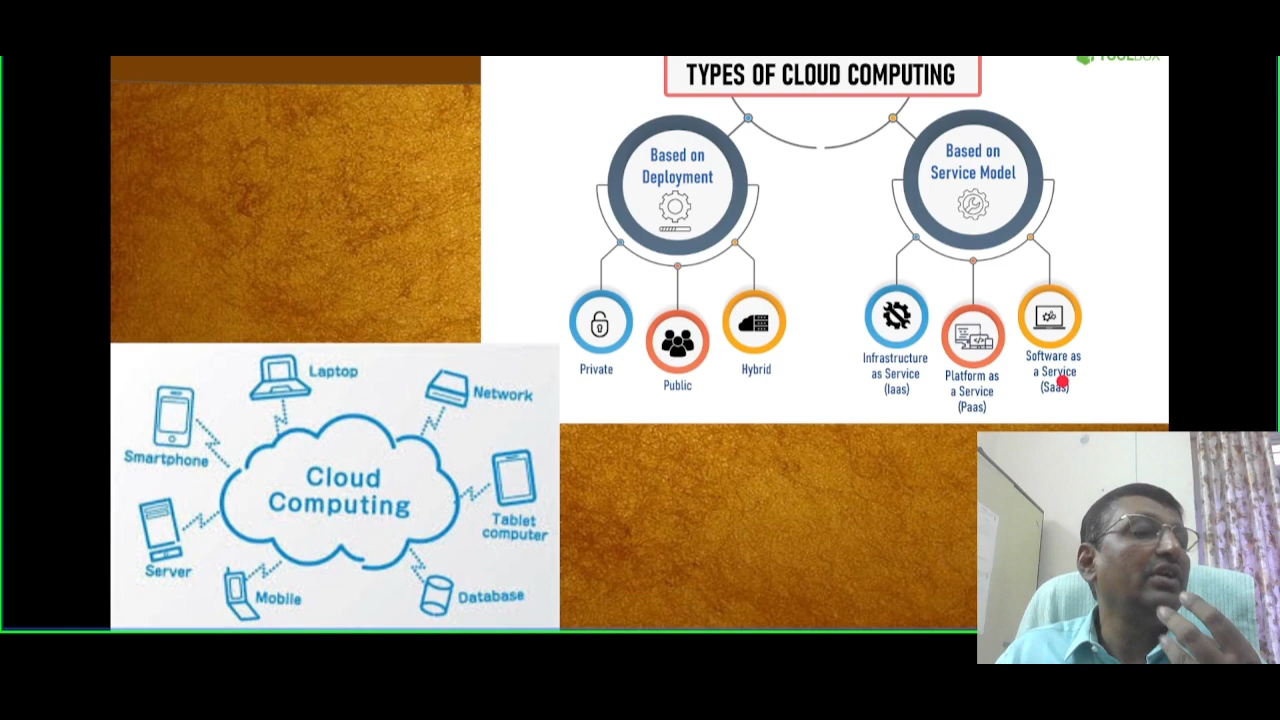 TYPES OF CLOUD COMPUTING
Based on
Deployment
Based on
Service Model
Private
Public
Hybrid
Infrastructure
as Service
(Iaas)
Platform as
a Service
(Paas)
Software as
a Service
(Saas)
Laptop
Network
Smartphone
Cloud
Computing
Tablet
computer
Server
Mobile
Database